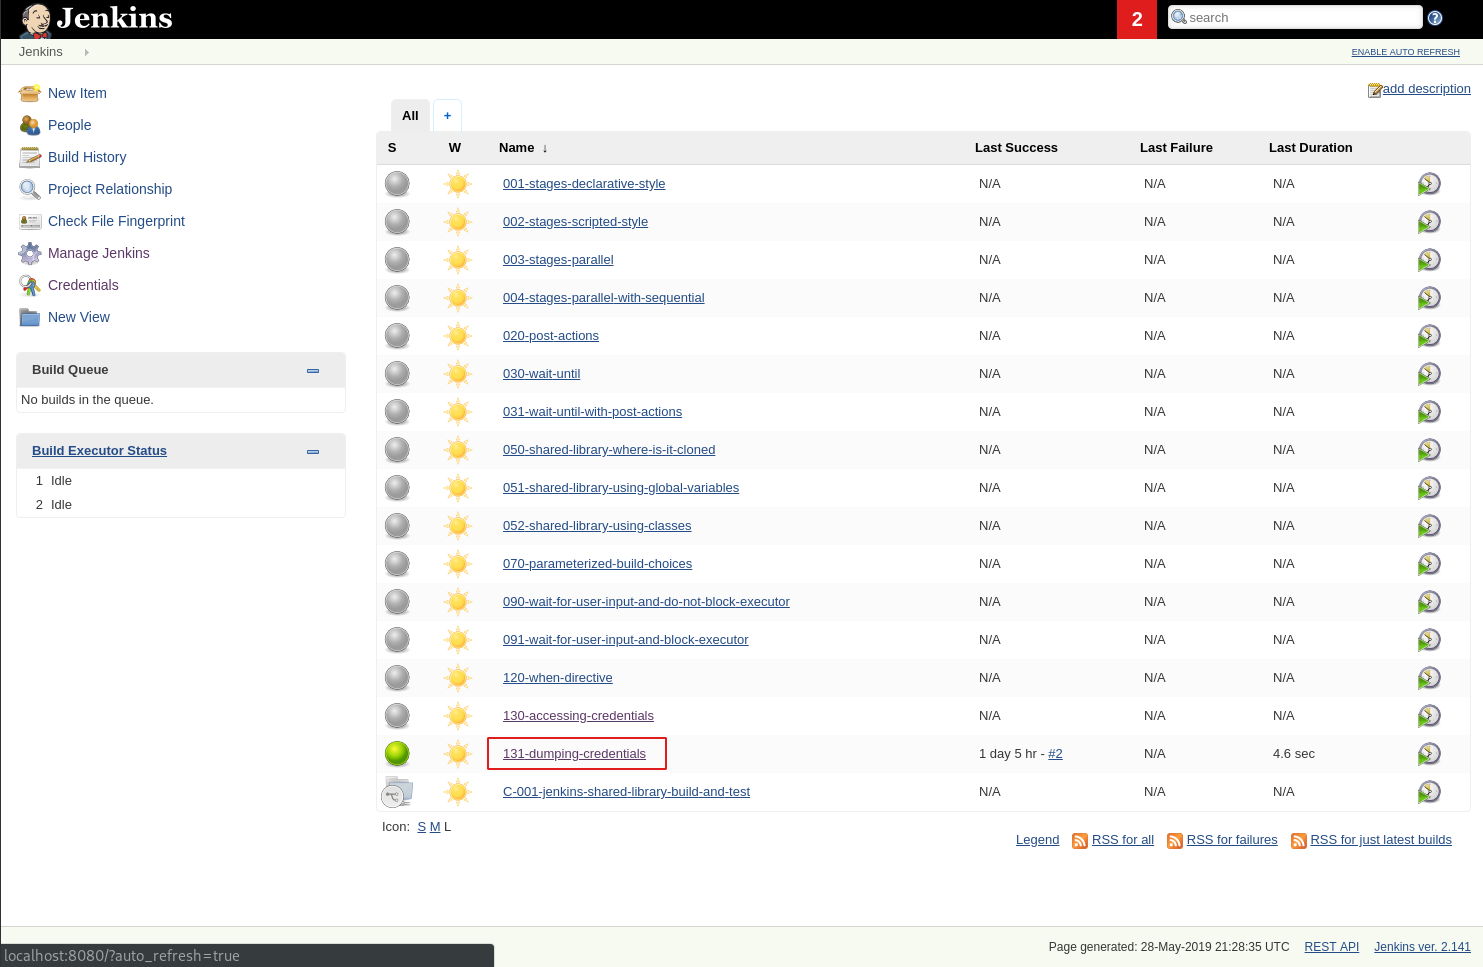 Jenkins
2
search
Jenkins
ENABLE AUTO REFRESH
New Item
People
Build History
Project Relationship
Check File Fingerprint
Manage Jenkins
Credentials
New View
Build Queue
No builds in the queue.
Build Executor Status
1 Idle
2 Idle
add description
All +
S W Name ↓ Last Success Last Failure Last Duration
001-stages-declarative-style N/A N/A N/A
002-stages-scripted-style N/A N/A N/A
003-stages-parallel N/A N/A N/A
004-stages-parallel-with-sequential N/A N/A N/A
020-post-actions N/A N/A N/A
030-wait-until N/A N/A N/A
031-wait-until-with-post-actions N/A N/A N/A
050-shared-library-where-is-it-cloned N/A N/A N/A
051-shared-library-using-global-variables N/A N/A N/A
052-shared-library-using-classes N/A N/A N/A
070-parameterized-build-choices N/A N/A N/A
090-wait-for-user-input-and-do-not-block-executor N/A N/A N/A
091-wait-for-user-input-and-block-executor N/A N/A N/A
120-when-directive N/A N/A N/A
130-accessing-credentials N/A N/A N/A
131-dumping-credentials 1 day 5 hr - #2 N/A 4.6 sec
C-001-jenkins-shared-library-build-and-test N/A N/A N/A
Icon: S M L
Legend RSS for all RSS for failures RSS for just latest builds
Page generated: 28-May-2019 21:28:35 UTC REST API Jenkins ver. 2.141
localhost:8080/?auto_refresh=true